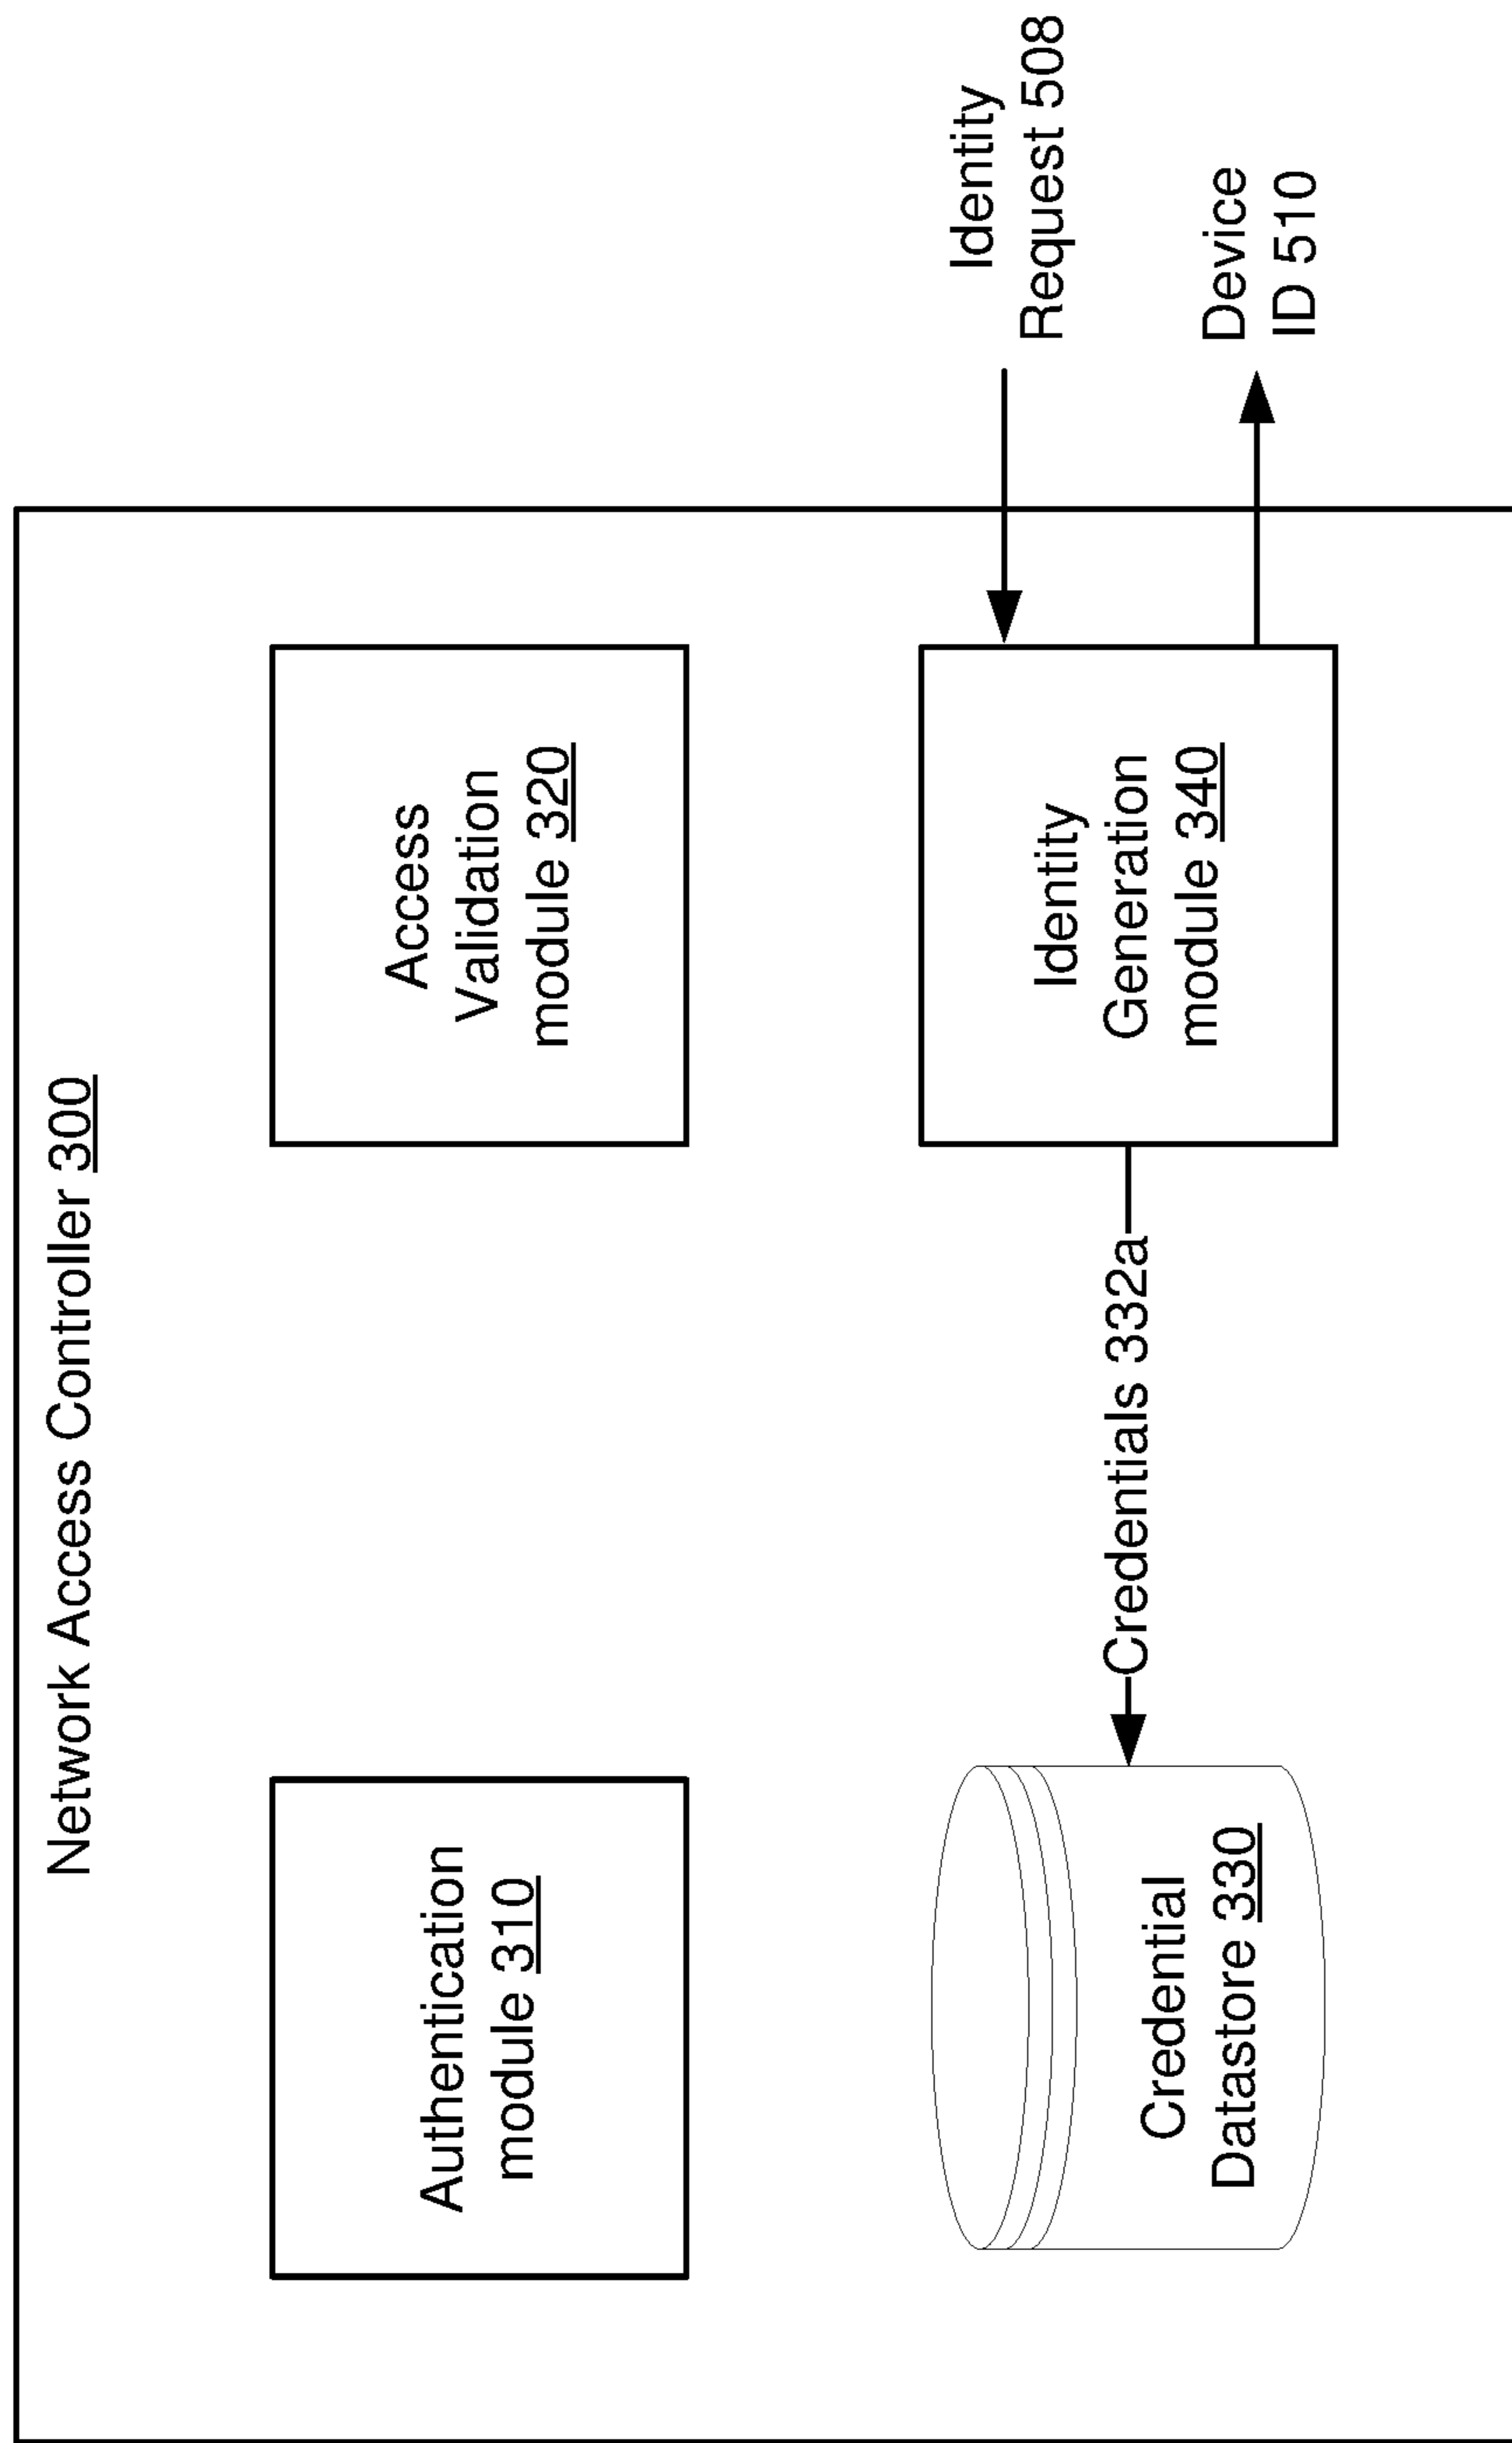 Network Access Controller 300
Authentication
module 310
Access
Validation
module 320
Credential
Datastore 330
Credentials 332a
Identity
Generation
module 340
Identity
Request 508
Device
ID 510